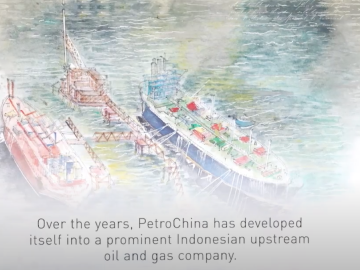 Over the years, PetroChina has developed
itself into a prominent Indonesian upstream
oil and gas company.